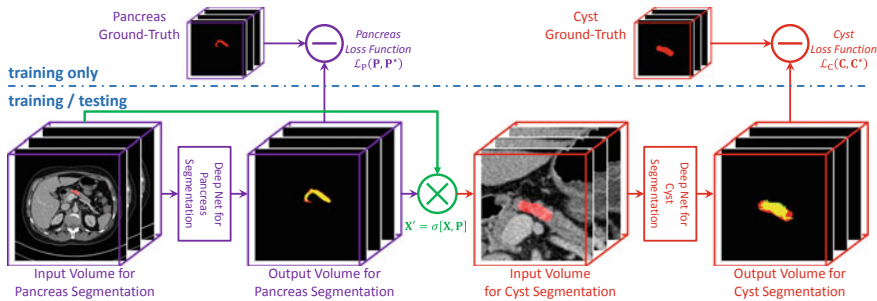 Pancreas
Ground-Truth
Pancreas
Loss Function
ℒ_P(𝐏, 𝐏*)
Cyst
Ground-Truth
Cyst
Loss Function
ℒ_C(𝐂, 𝐂*)
training only
training / testing
Deep Net for
Pancreas
Segmentation
𝐗′ = σ[𝐗, 𝐏]
Deep Net for
Cyst
Segmentation
Input Volume for
Pancreas Segmentation
Output Volume for
Pancreas Segmentation
Input Volume
for Cyst Segmentation
Output Volume for
Cyst Segmentation